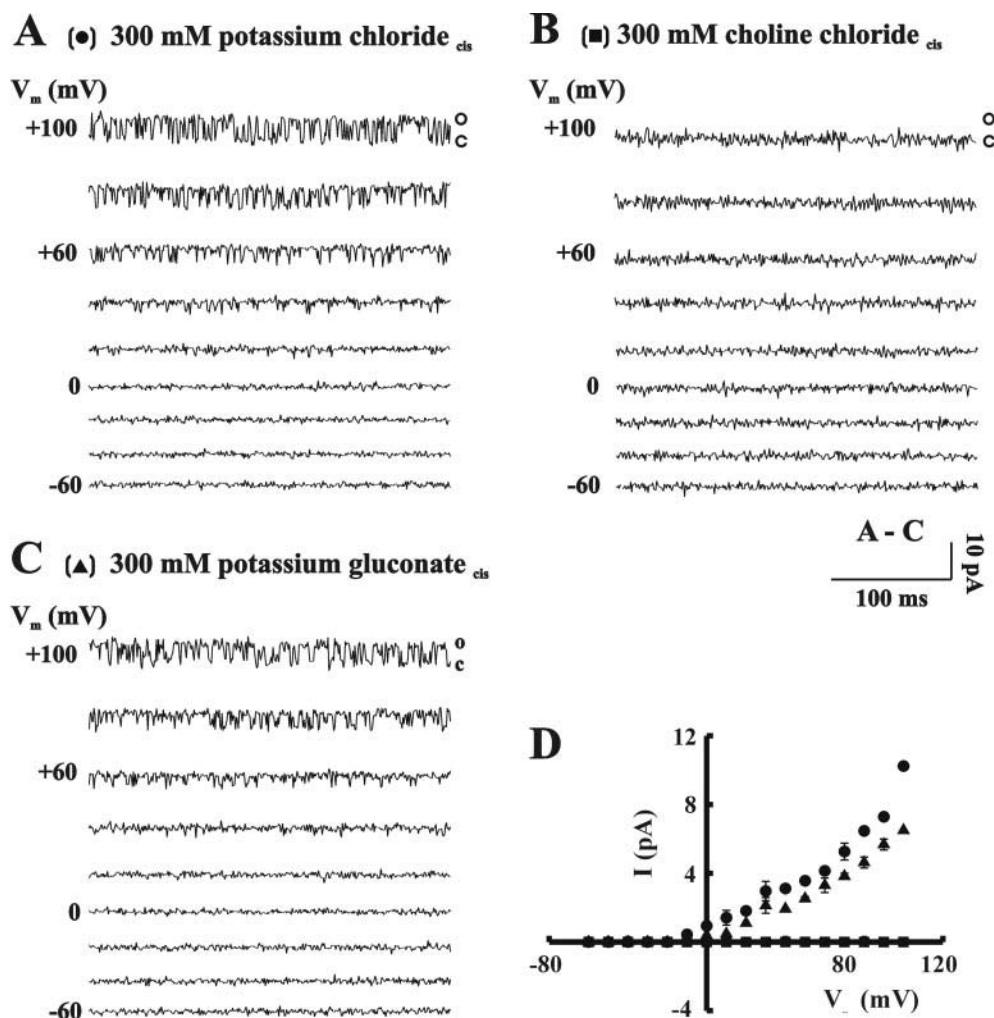 A (●) 300 mM potassium chloride cis
Vm (mV)
+100
O
C
+60
0
-60
B (■) 300 mM choline chloride cis
Vm (mV)
+100
O
C
+60
0
-60
A - C
10 pA
100 ms
C (▲) 300 mM potassium gluconate cis
Vm (mV)
+100
o
c
+60
0
-60
D
12
8
4
-4
I (pA)
-80
80
120
V (mV)